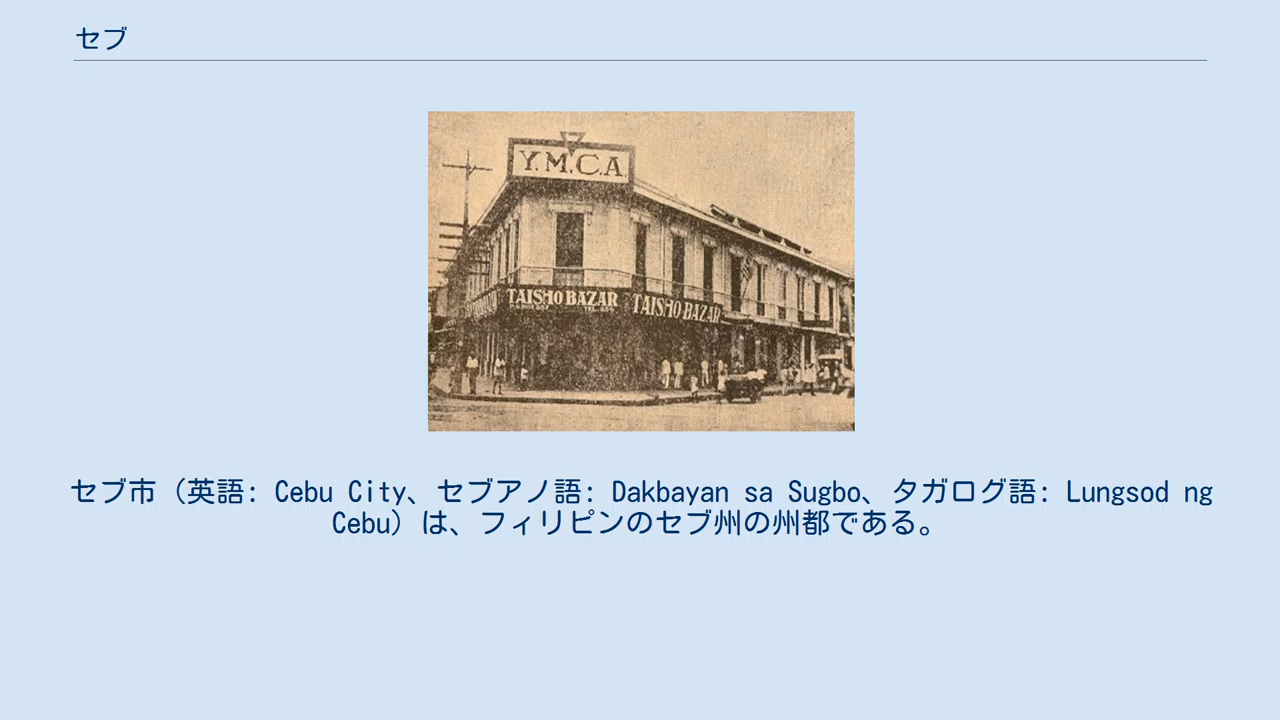 セブ
Y.M.C.A.
TAISHO BAZAR TAISHO BAZAR
セブ市（英語: Cebu City、セブアノ語: Dakbayan sa Sugbo、タガログ語: Lungsod ng
Cebu）は、フィリピンのセブ州の州都である。